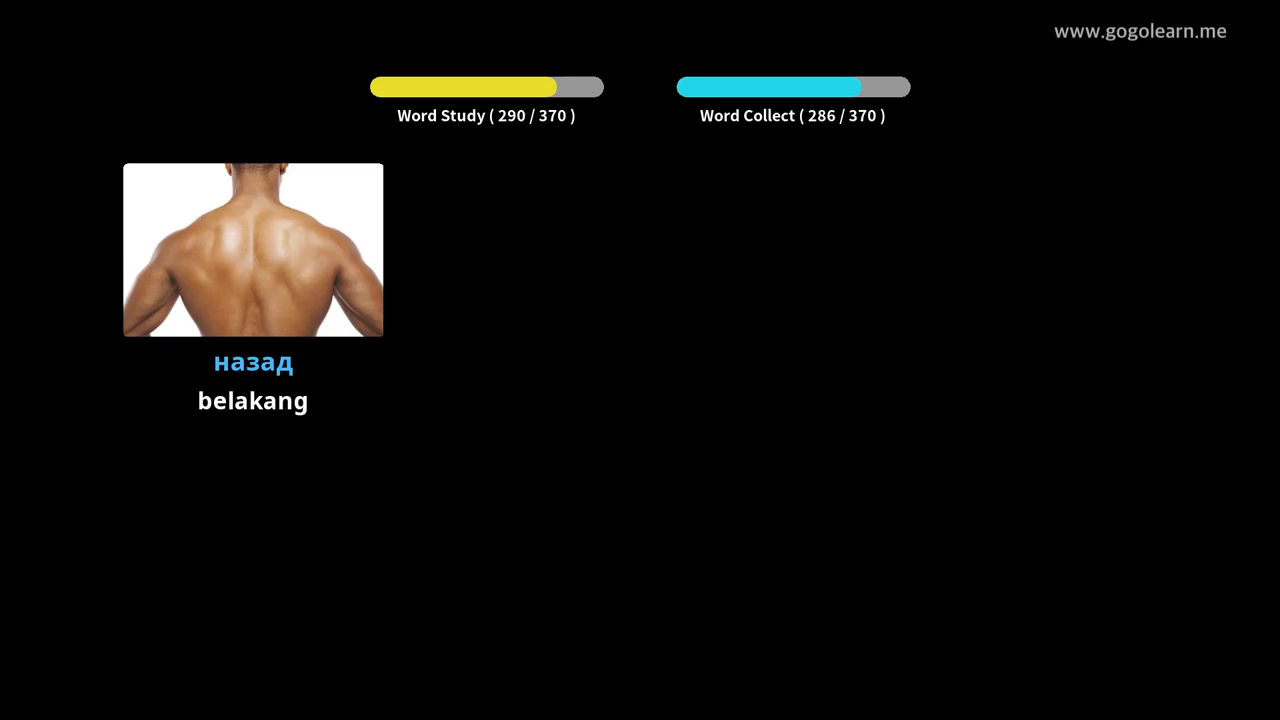 www.gogolearn.me
Word Study ( 290 / 370 )
Word Collect ( 286 / 370 )
назад
belakang